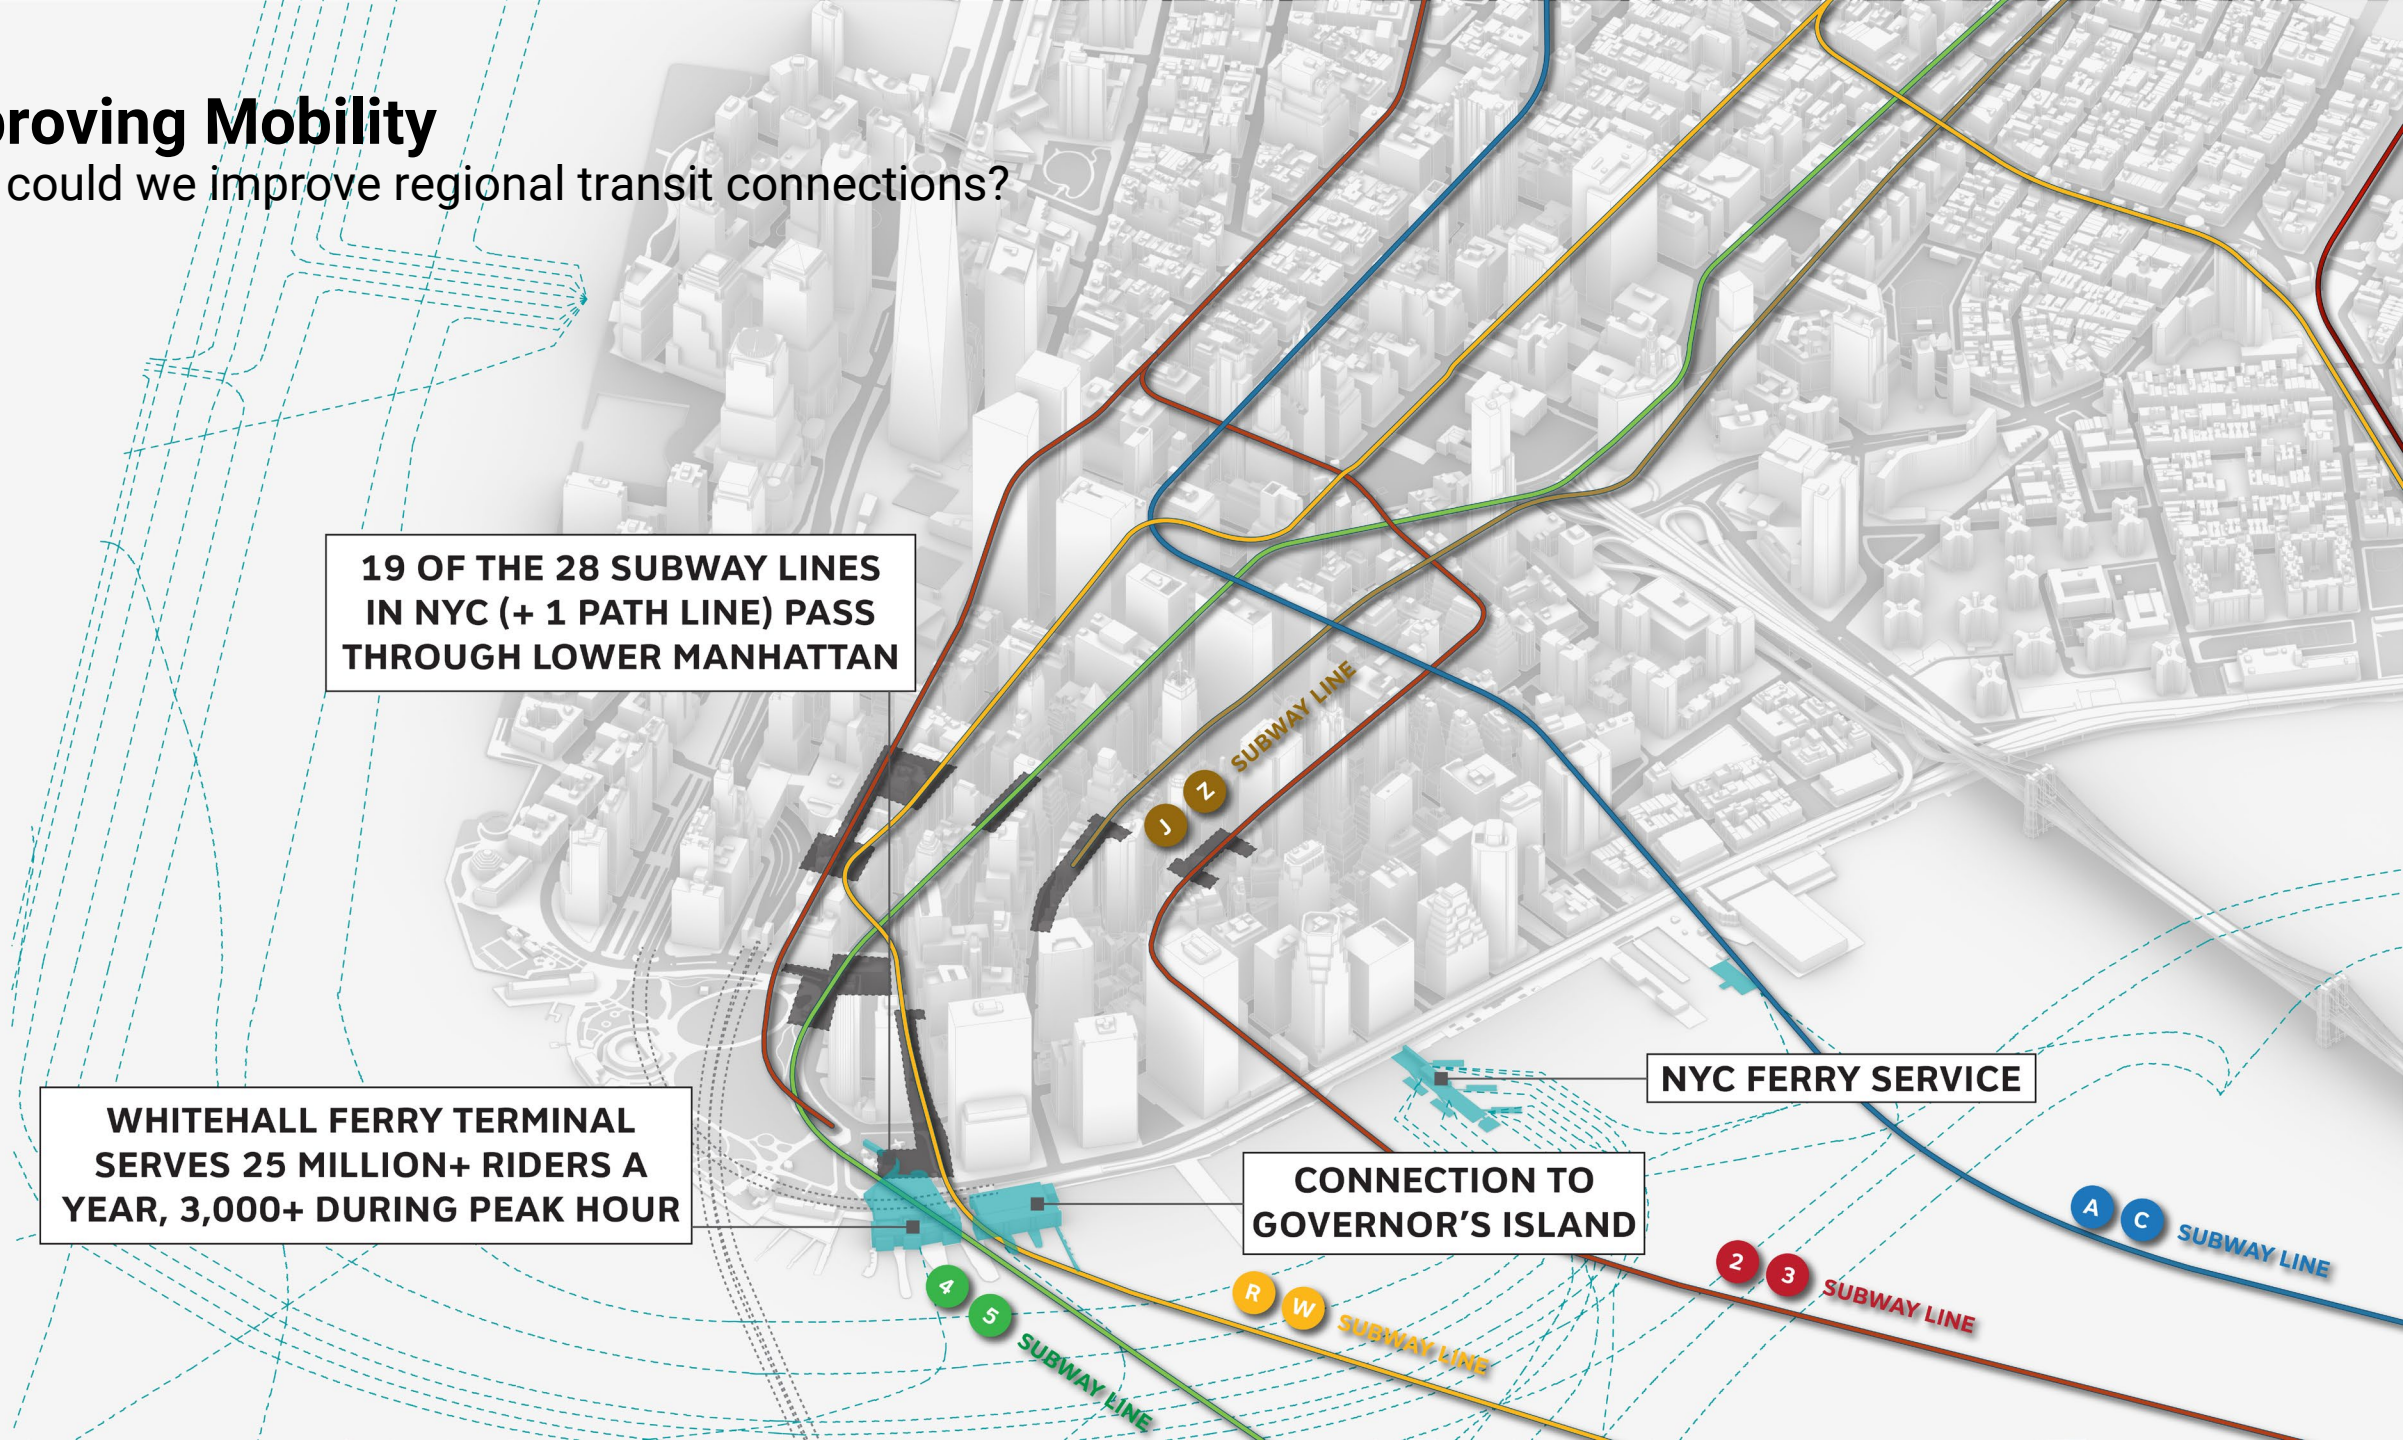 proving Mobility
could we improve regional transit connections?
19 OF THE 28 SUBWAY LINES
IN NYC (+ 1 PATH LINE) PASS
THROUGH LOWER MANHATTAN
J Z SUBWAY LINE
WHITEHALL FERRY TERMINAL
SERVES 25 MILLION+ RIDERS A
YEAR, 3,000+ DURING PEAK HOUR
NYC FERRY SERVICE
CONNECTION TO
GOVERNOR'S ISLAND
A C SUBWAY LINE
2 3 SUBWAY LINE
R W SUBWAY LINE
4 5 SUBWAY LINE